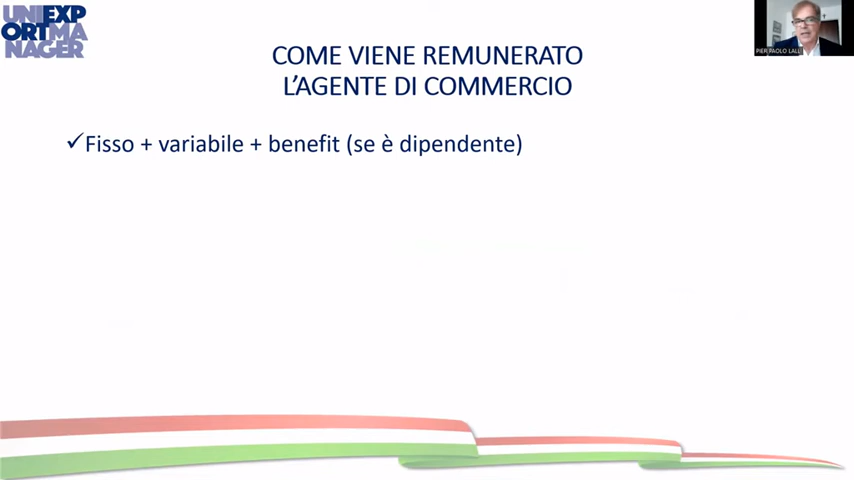 UNIEXP
ORTMA
NAGER
COME VIENE REMUNERATO
L'AGENTE DI COMMERCIO
✓Fisso + variabile + benefit (se è dipendente)
PIER PAOLO LALLI